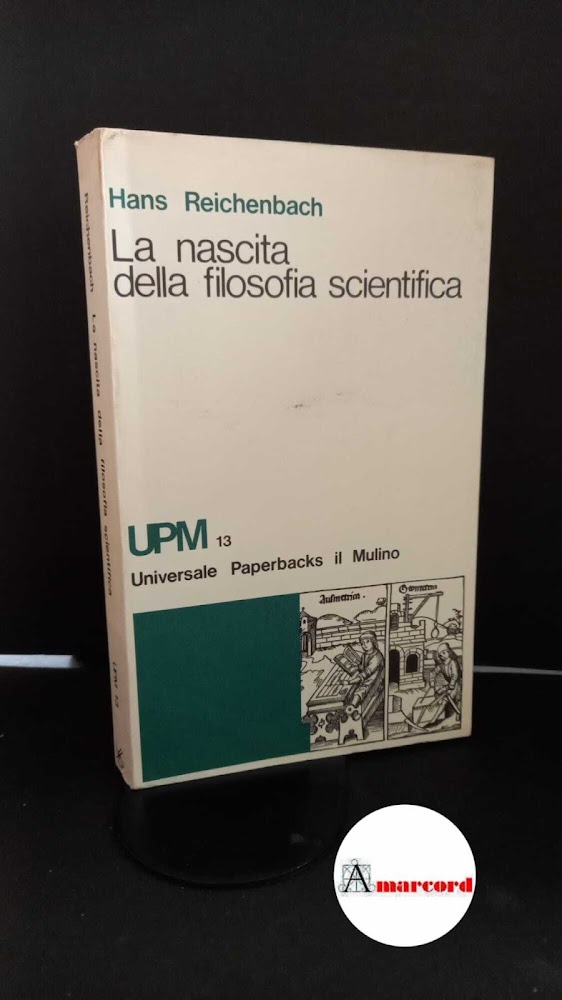 Hans Reichenbach
La nascita
della filosofia scientifica
UPM 13
Universale Paperbacks il Mulino
Reichenbach La nascita della filosofia scientifica
UPM 13
Amarcord